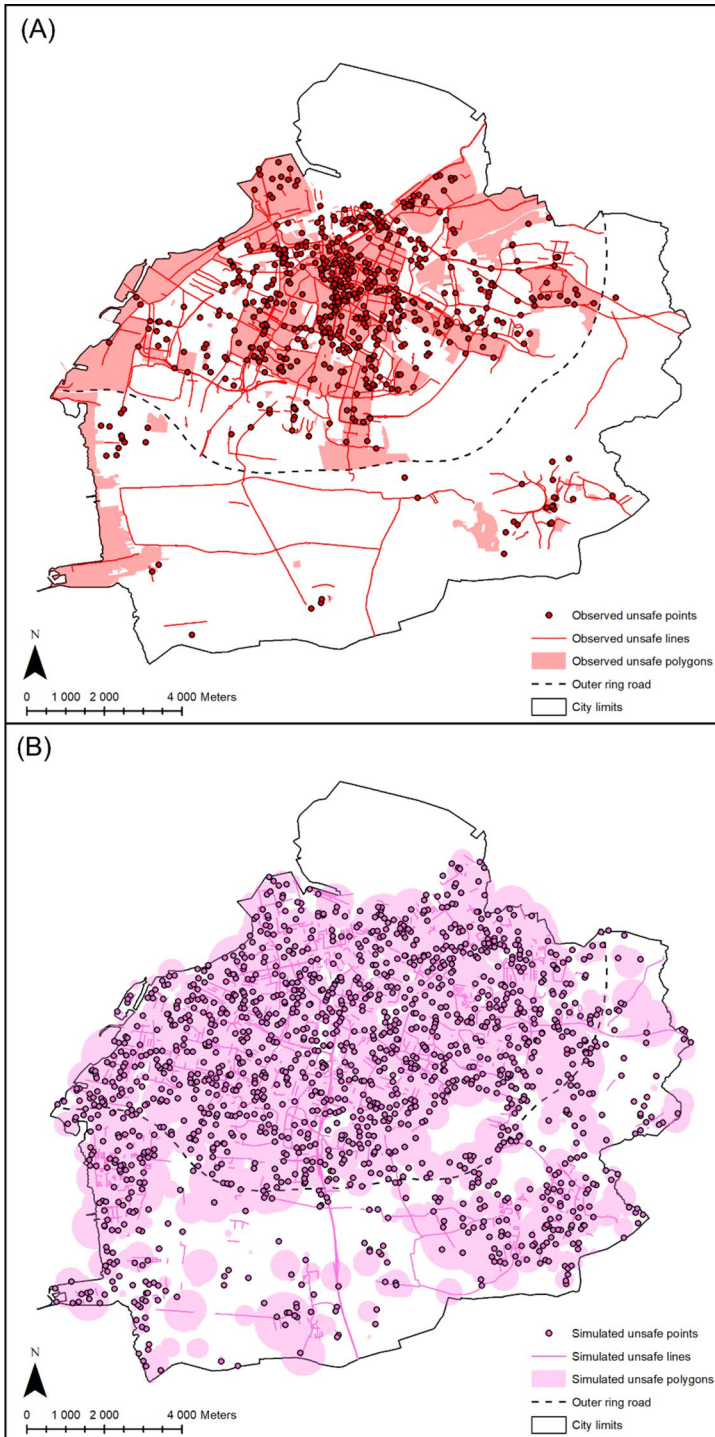 (A)
Observed unsafe points
Observed unsafe lines
Observed unsafe polygons
Outer ring road
City limits
N
0 1 000 2 000 4 000 Meters
(B)
Simulated unsafe points
Simulated unsafe lines
Simulated unsafe polygons
Outer ring road
City limits
N
0 1 000 2 000 4 000 Meters